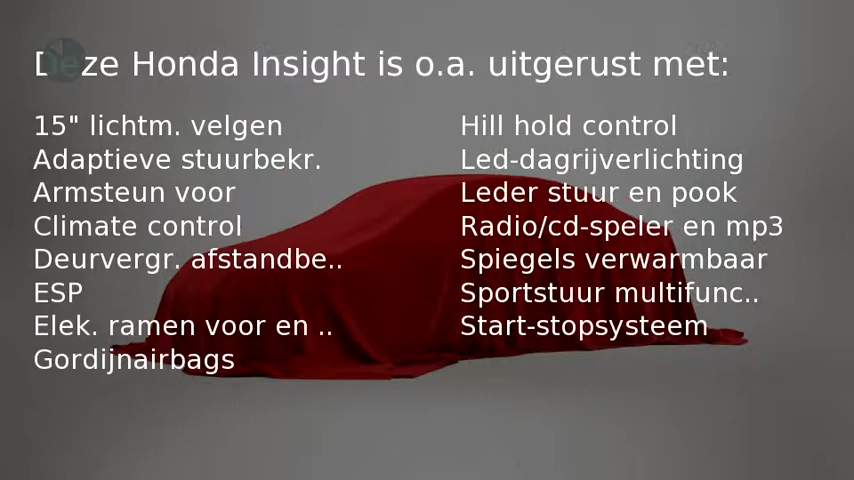 Deze Honda Insight is o.a. uitgerust met:
15" lichtm. velgen
Adaptieve stuurbekr.
Armsteun voor
Climate control
Deurvergr. afstandbe..
ESP
Elek. ramen voor en ..
Gordijnairbags
Hill hold control
Led-dagrijverlichting
Leder stuur en pook
Radio/cd-speler en mp3
Spiegels verwarmbaar
Sportstuur multifunc..
Start-stopsysteem